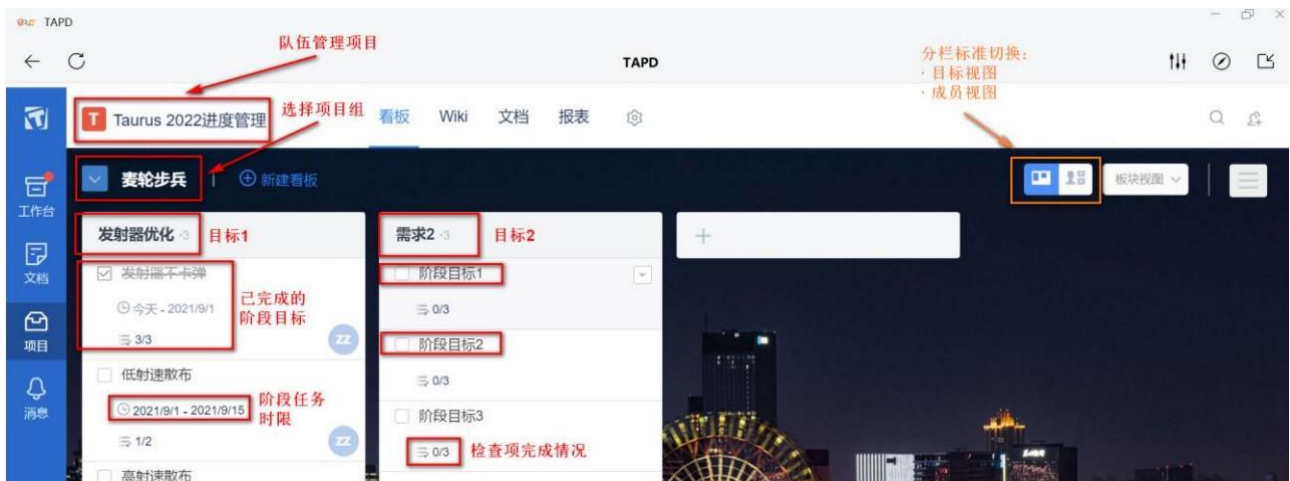 TAPD
队伍管理项目
TAPD
分栏标准切换：
·目标视图
·成员视图
T Taurus 2022进度管理
选择项目组
看板 Wiki 文档 报表
麦轮步兵
新建看板
板块视图
工作台
文档
项目
消息
发射器优化 ·3
目标1
发射器不卡弹
今天 - 2021/9/1
已完成的
阶段目标
3/3
ZZ
低射速散布
2021/9/1 - 2021/9/15
阶段任务
时限
1/2
ZZ
高射速散布
需求2 ·3
目标2
阶段目标1
0/3
阶段目标2
0/3
阶段目标3
0/3
检查项完成情况